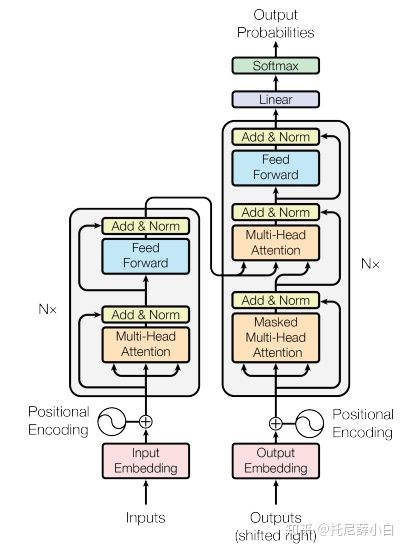 Output
Probabilities
Softmax
Linear
Add & Norm
Feed
Forward
Add & Norm
Multi-Head
Attention
Add & Norm
Masked
Multi-Head
Attention
N×
Add & Norm
Feed
Forward
Add & Norm
Multi-Head
Attention
N×
Positional
Encoding
Positional
Encoding
Input
Embedding
Output
Embedding
Inputs
Outputs
(shifted right)
知乎 @托尼薛小白